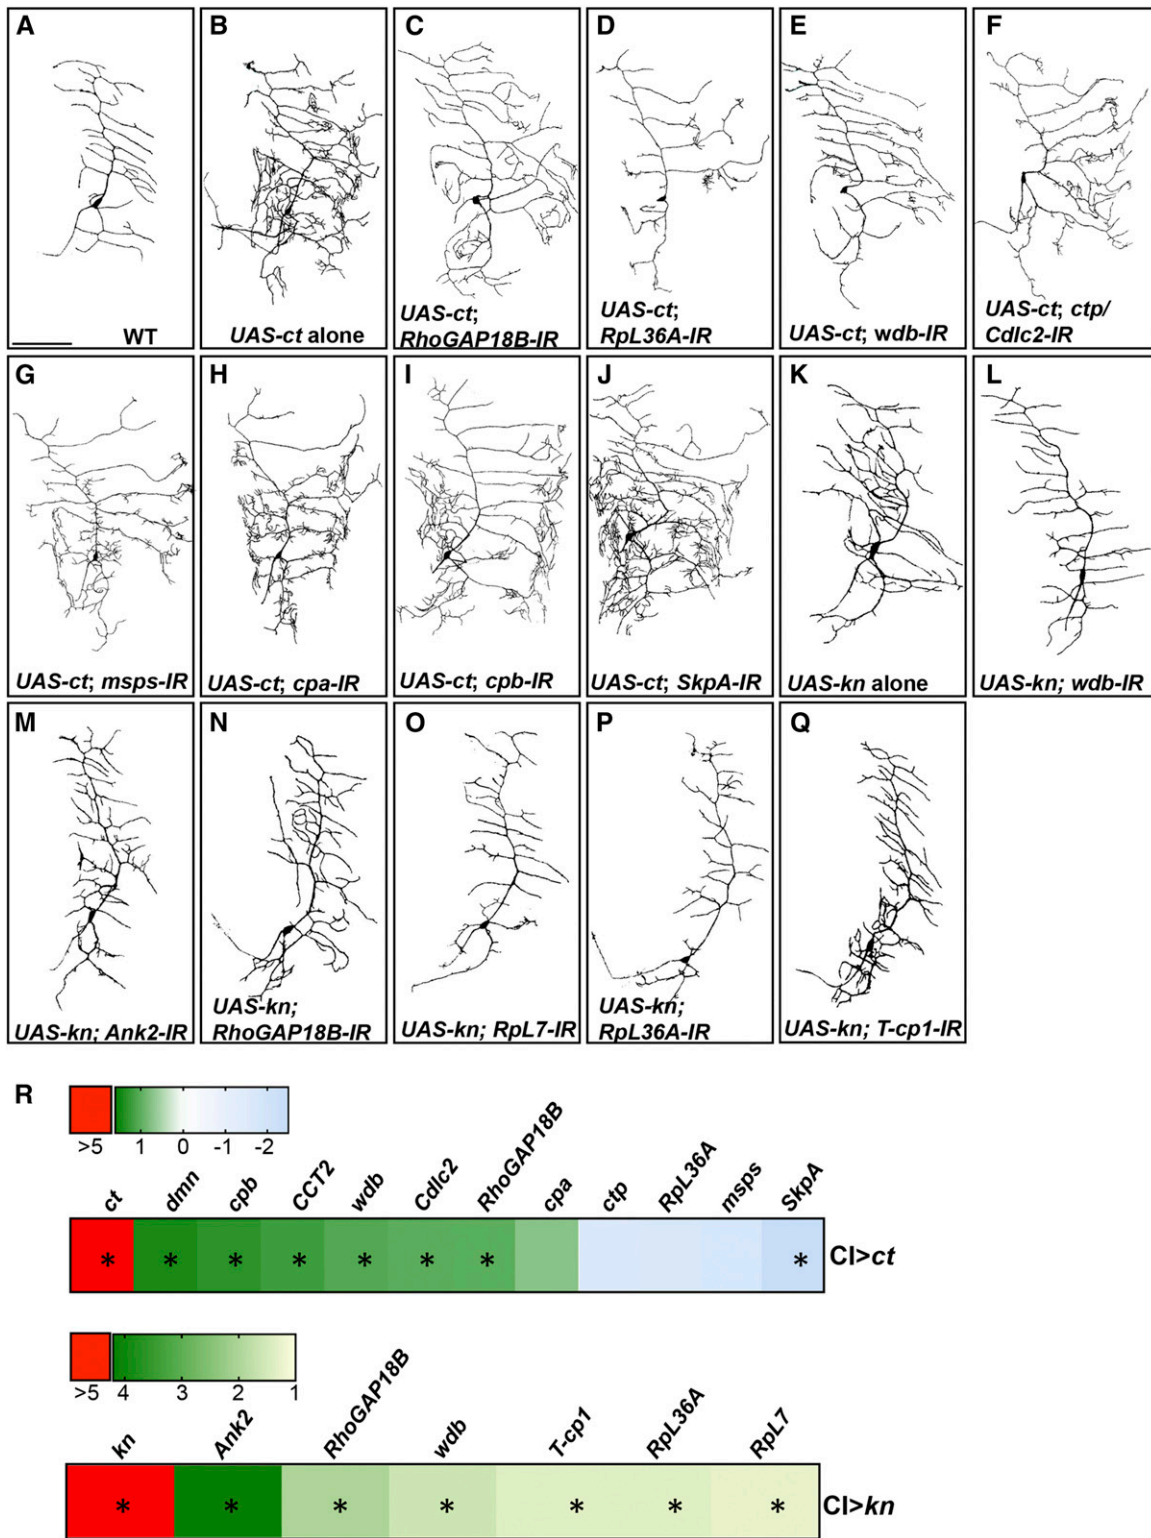 A
B
C
D
E
F
WT
UAS-ct alone
UAS-ct;
RhoGAP18B-IR
UAS-ct;
RpL36A-IR
UAS-ct; wdb-IR
UAS-ct; ctp/
Cdlc2-IR
G
H
I
J
K
L
UAS-ct; msps-IR
UAS-ct; cpa-IR
UAS-ct; cpb-IR
UAS-ct; SkpA-IR
UAS-kn alone
UAS-kn; wdb-IR
M
N
O
P
Q
UAS-kn; Ank2-IR
UAS-kn;
RhoGAP18B-IR
UAS-kn; RpL7-IR
UAS-kn;
RpL36A-IR
UAS-kn; T-cp1-IR
R
>5 1 0 -1 -2
ct dmn cpb CCT2 wdb Cdlc2 RhoGAP18B cpa ctp RpL36A msps SkpA
* * * * * * * * CI>ct
>5 4 3 2 1
kn Ank2 RhoGAP18B wdb T-cp1 RpL36A RpL7
* * * * * * * CI>kn